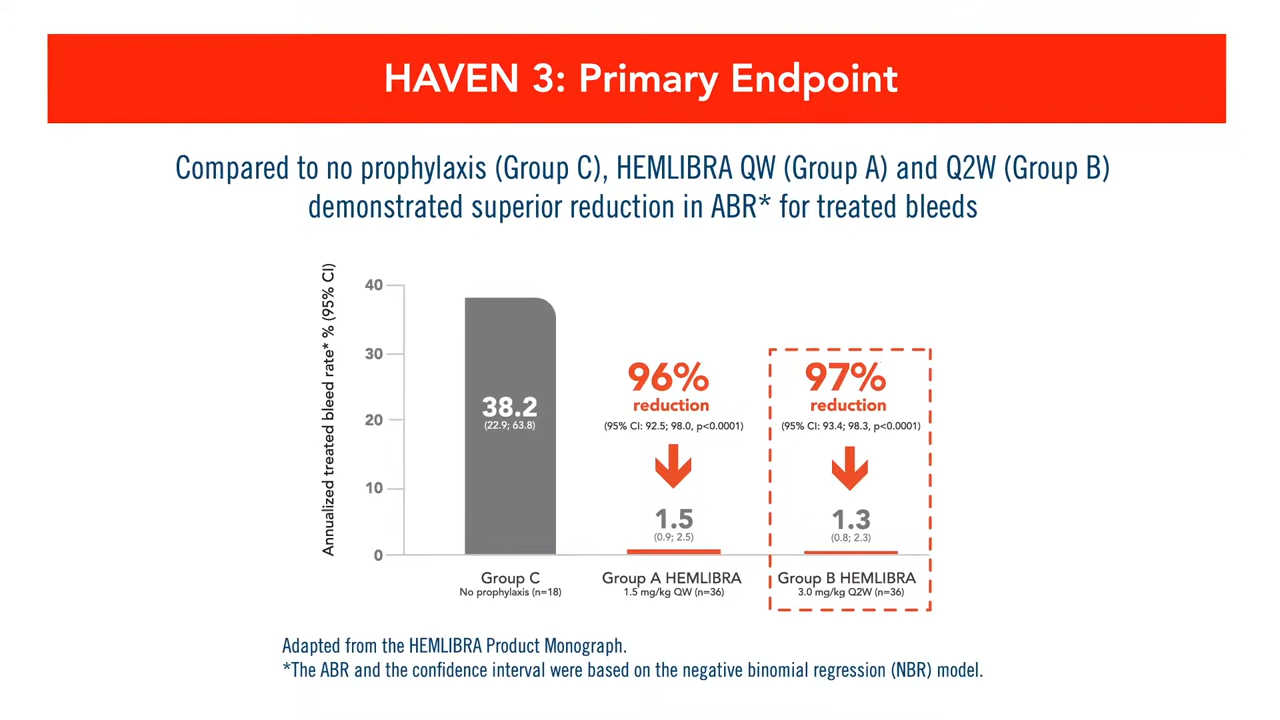 HAVEN 3: Primary Endpoint
Compared to no prophylaxis (Group C), HEMLIBRA QW (Group A) and Q2W (Group B)
demonstrated superior reduction in ABR* for treated bleeds
Annualized treated bleed rate* % (95% CI)
40
30
20
10
0
38.2
(22.9; 63.8)
96%
reduction
(95% CI: 92.5; 98.0, p<0.0001)
1.5
(0.9; 2.5)
97%
reduction
(95% CI: 93.4; 98.3, p<0.0001)
1.3
(0.8; 2.3)
Group C
No prophylaxis (n=18)
Group A HEMLIBRA
1.5 mg/kg QW (n=36)
Group B HEMLIBRA
3.0 mg/kg Q2W (n=36)
Adapted from the HEMLIBRA Product Monograph.
*The ABR and the confidence interval were based on the negative binomial regression (NBR) model.